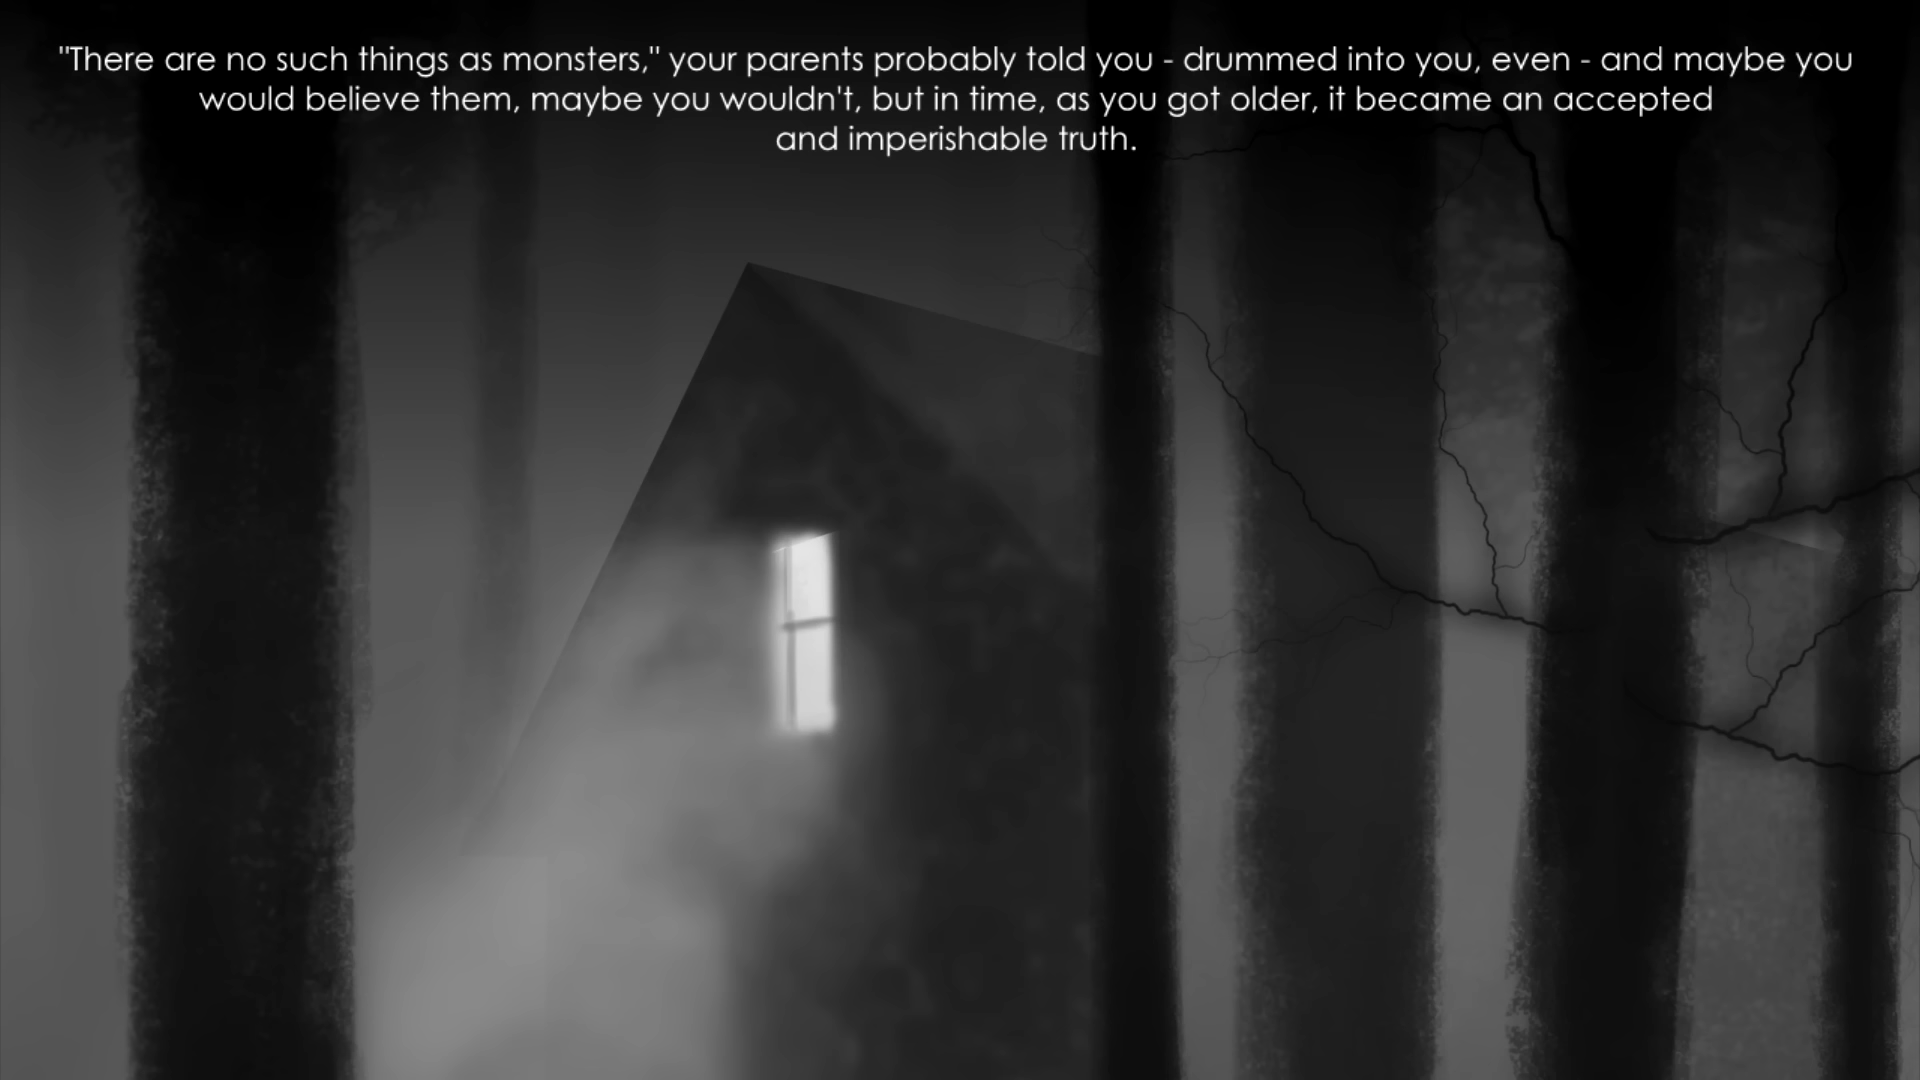 "There are no such things as monsters," your parents probably told you - drummed into you, even - and maybe you
would believe them, maybe you wouldn't, but in time, as you got older, it became an accepted
and imperishable truth.